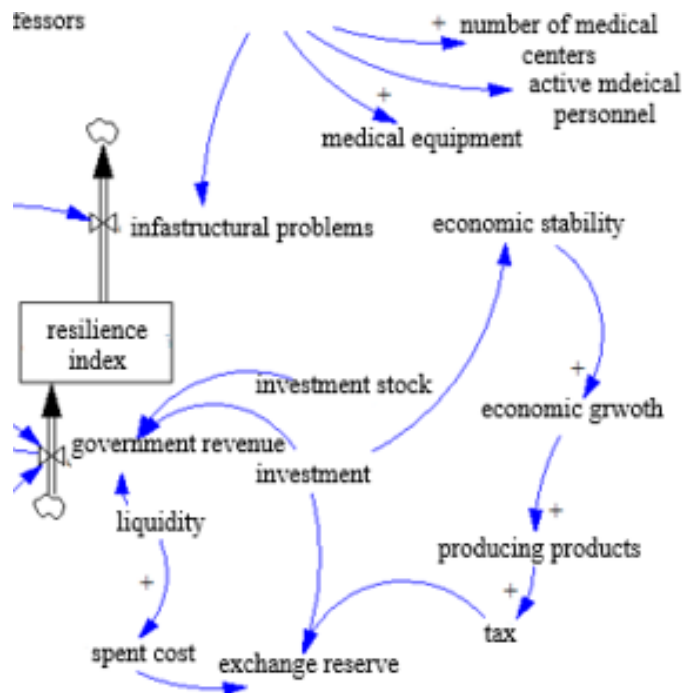 fessors
+ number of medical
centers
active mdeical
personnel
+
medical equipment
infastructural problems
economic stability
resilience
index
+
investment stock
economic grwoth
government revenue
investment
+
liquidity
producing products
+
+
tax
spent cost
exchange reserve